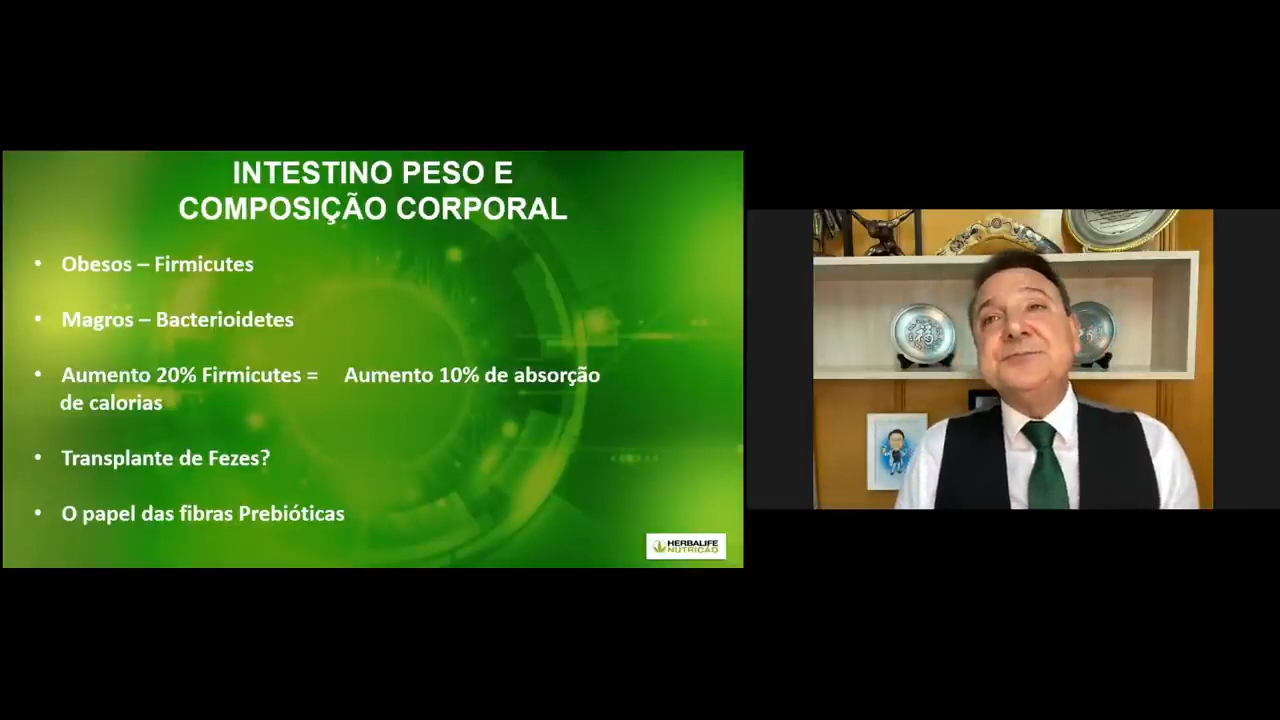 INTESTINO PESO E
COMPOSIÇÃO CORPORAL
• Obesos – Firmicutes
• Magros – Bacterioidetes
• Aumento 20% Firmicutes = Aumento 10% de absorção
de calorias
• Transplante de Fezes?
• O papel das fibras Prebióticas
HERBALIFE
NUTRIÇÃO
福